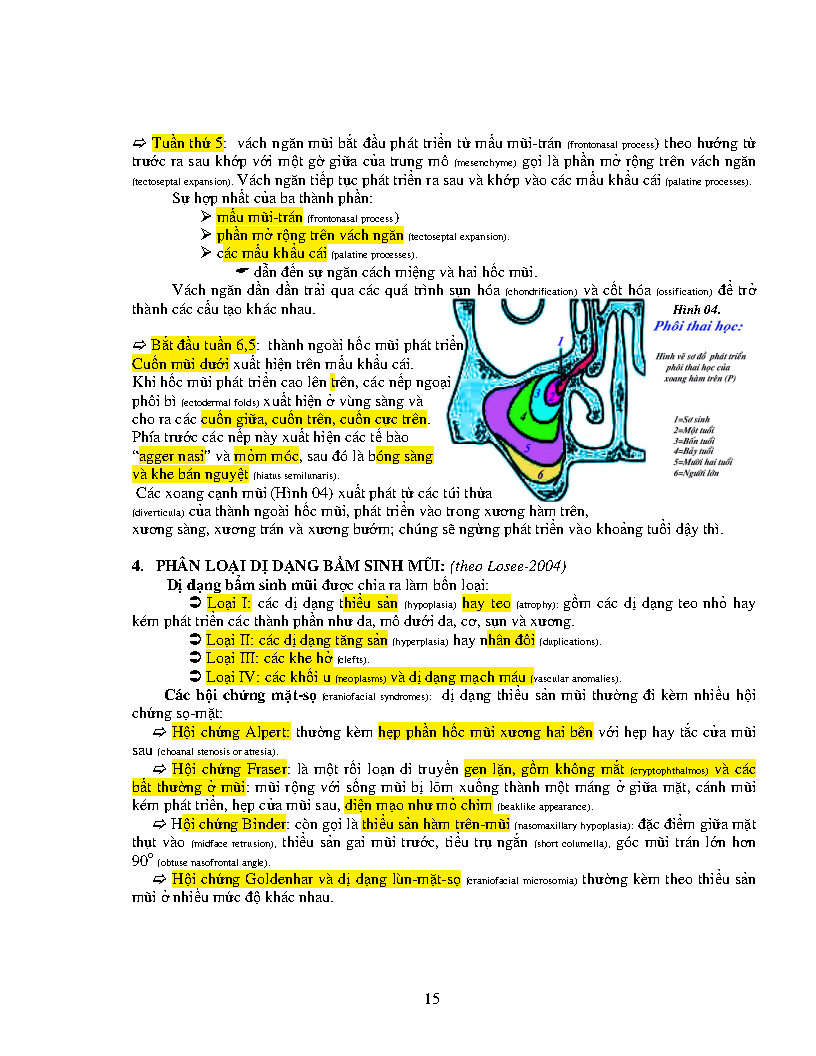 ➯ Tuần thứ 5: vách ngăn mũi bắt đầu phát triển từ mấu mũi-trán (frontonasal process) theo hướng từ
trước ra sau khớp với một gờ giữa của trung mô (mesenchyme) gọi là phần mở rộng trên vách ngăn
(tectoseptal expansion). Vách ngăn tiếp tục phát triển ra sau và khớp vào các mấu khẩu cái (palatine processes).
Sự hợp nhất của ba thành phần:
➢ mấu mũi-trán (frontonasal process)
➢ phần mở rộng trên vách ngăn (tectoseptal expansion).
➢ các mấu khẩu cái (palatine processes).
☛ dẫn đến sự ngăn cách miệng và hai hốc mũi.
Vách ngăn dần dần trải qua các quá trình sụn hóa (chondrification) và cốt hóa (ossification) để trở
thành các cấu tạo khác nhau.
➯ Bắt đầu tuần 6,5: thành ngoài hốc mũi phát triển.
Cuốn mũi dưới xuất hiện trên mấu khẩu cái.
Khi hốc mũi phát triển cao lên trên, các nếp ngoại
phôi bì (ectodermal folds) xuất hiện ở vùng sàng và
cho ra các cuốn giữa, cuốn trên, cuốn cực trên.
Phía trước các nếp này xuất hiện các tế bào
“agger nasi” và mỏm móc, sau đó là bóng sàng
và khe bán nguyệt (hiatus semilunaris).
Các xoang cạnh mũi (Hình 04) xuất phát từ các túi thừa
(diverticula) của thành ngoài hốc mũi, phát triển vào trong xương hàm trên,
xương sàng, xương trán và xương bướm; chúng sẽ ngừng phát triển vào khoảng tuổi dậy thì.
Hình 04.
Phôi thai học:
Hình vẽ sơ đồ phát triển
phôi thai học của
xoang hàm trên (P)
1=Sơ sinh
2=Một tuổi
3=Bốn tuổi
4=Bảy tuổi
5=Mười hai tuổi
6=Người lớn
1
2
3
4
5
6
4. PHÂN LOẠI DỊ DẠNG BẨM SINH MŨI: (theo Losee-2004)
Dị dạng bẩm sinh mũi được chia ra làm bốn loại:
➲ Loại I: các dị dạng thiểu sản (hypoplasia) hay teo (atrophy): gồm các dị dạng teo nhỏ hay
kém phát triển các thành phần như da, mô dưới da, cơ, sụn và xương.
➲ Loại II: các dị dạng tăng sản (hyperplasia) hay nhân đôi (duplications).
➲ Loại III: các khe hở (clefts).
➲ Loại IV: các khối u (neoplasms) và dị dạng mạch máu (vascular anomalies).
Các hội chứng mặt-sọ (craniofacial syndromes): dị dạng thiểu sản mũi thường đi kèm nhiều hội
chứng sọ-mặt:
➯ Hội chứng Alpert: thường kèm hẹp phần hốc mũi xương hai bên với hẹp hay tắc cửa mũi
sau (choanal stenosis or atresia).
➯ Hội chứng Fraser: là một rối loạn di truyền gen lặn, gồm không mắt (cryptophthalmos) và các
bất thường ở mũi: mũi rộng với sống mũi bị lõm xuống thành một máng ở giữa mặt, cánh mũi
kém phát triển, hẹp cửa mũi sau, diện mạo như mỏ chim (beaklike appearance).
➯ Hội chứng Binder: còn gọi là thiểu sản hàm trên-mũi (nasomaxillary hypoplasia): đặc điểm giữa mặt
thụt vào (midface retrusion), thiểu sản gai mũi trước, tiểu trụ ngắn (short columella), góc mũi trán lớn hơn
90° (obtuse nasofrontal angle).
➯ Hội chứng Goldenhar và dị dạng lùn-mặt-sọ (craniofacial microsomia) thường kèm theo thiểu sản
mũi ở nhiều mức độ khác nhau.
15